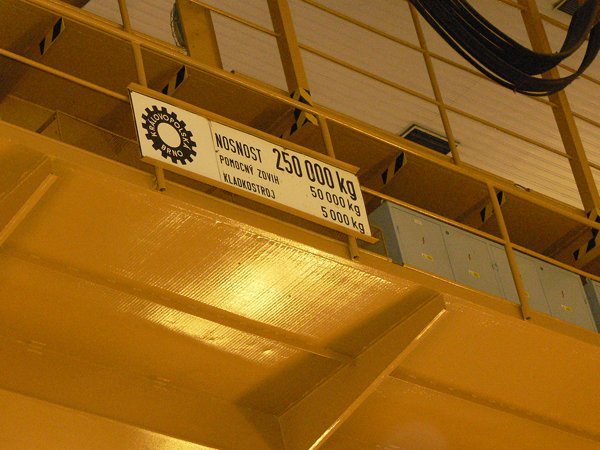 KRÁLOVOPOLSKÁ
BRNO
NOSNOST 250 000 kg
POMOCNÝ ZDVIH 50 000 kg
KLADKOSTROJ 5 000 kg